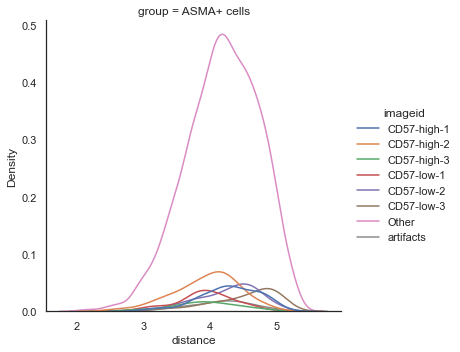 group = ASMA+ cells
0.5
0.4
0.3
0.2
0.1
0.0
Density
2 3 4 5
distance
imageid
CD57-high-1
CD57-high-2
CD57-high-3
CD57-low-1
CD57-low-2
CD57-low-3
Other
artifacts